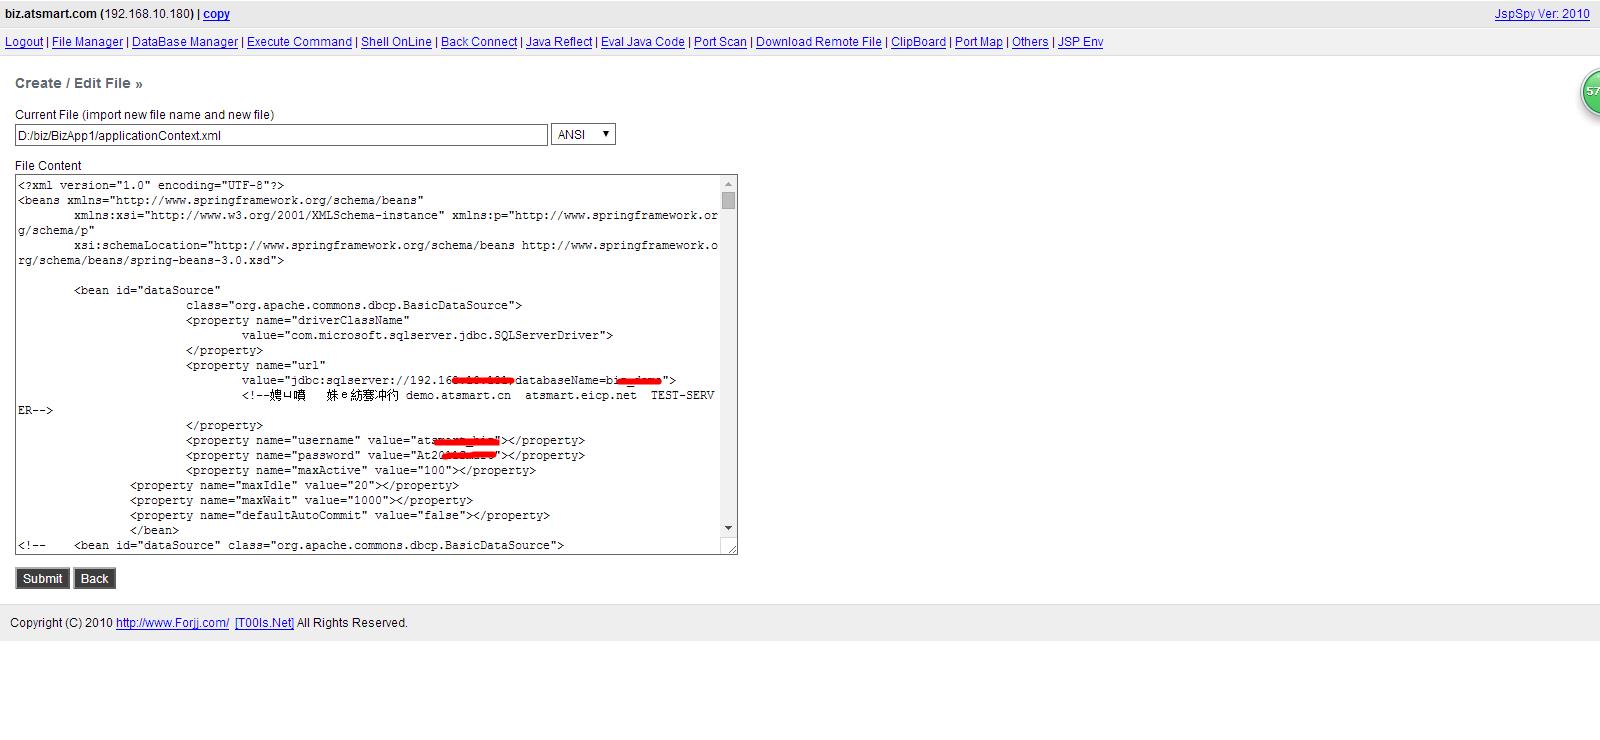 biz.atsmart.com (192.168.10.180) | copy JspSpy Ver: 2010
Logout | File Manager | DataBase Manager | Execute Command | Shell OnLine | Back Connect | Java Reflect | Eval Java Code | Port Scan | Download Remote File | ClipBoard | Port Map | Others | JSP Env
Create / Edit File »
57
Current File (import new file name and new file)
D:/biz/BizApp1/applicationContext.xml ANSI
File Content
<?xml version="1.0" encoding="UTF-8"?>
<beans xmlns="http://www.springframework.org/schema/beans"
xmlns:xsi="http://www.w3.org/2001/XMLSchema-instance" xmlns:p="http://www.springframework.or
g/schema/p"
xsi:schemaLocation="http://www.springframework.org/schema/beans http://www.springframework.o
rg/schema/beans/spring-beans-3.0.xsd">
<bean id="dataSource"
class="org.apache.commons.dbcp.BasicDataSource">
<property name="driverClassName"
value="com.microsoft.sqlserver.jdbc.SQLServerDriver">
</property>
<property name="url"
value="jdbc:sqlserver://192.16 databaseName=bi ">
<!-- demo.atsmart.cn atsmart.eicp.net TEST-SERV
ER-->
</property>
<property name="username" value="ats "></property>
<property name="password" value="At20 "></property>
<property name="maxActive" value="100"></property>
<property name="maxIdle" value="20"></property>
<property name="maxWait" value="1000"></property>
<property name="defaultAutoCommit" value="false"></property>
</bean>
<!-- <bean id="dataSource" class="org.apache.commons.dbcp.BasicDataSource">
Submit Back
Copyright (C) 2010 http://www.Forjj.com/ [T00ls.Net] All Rights Reserved.